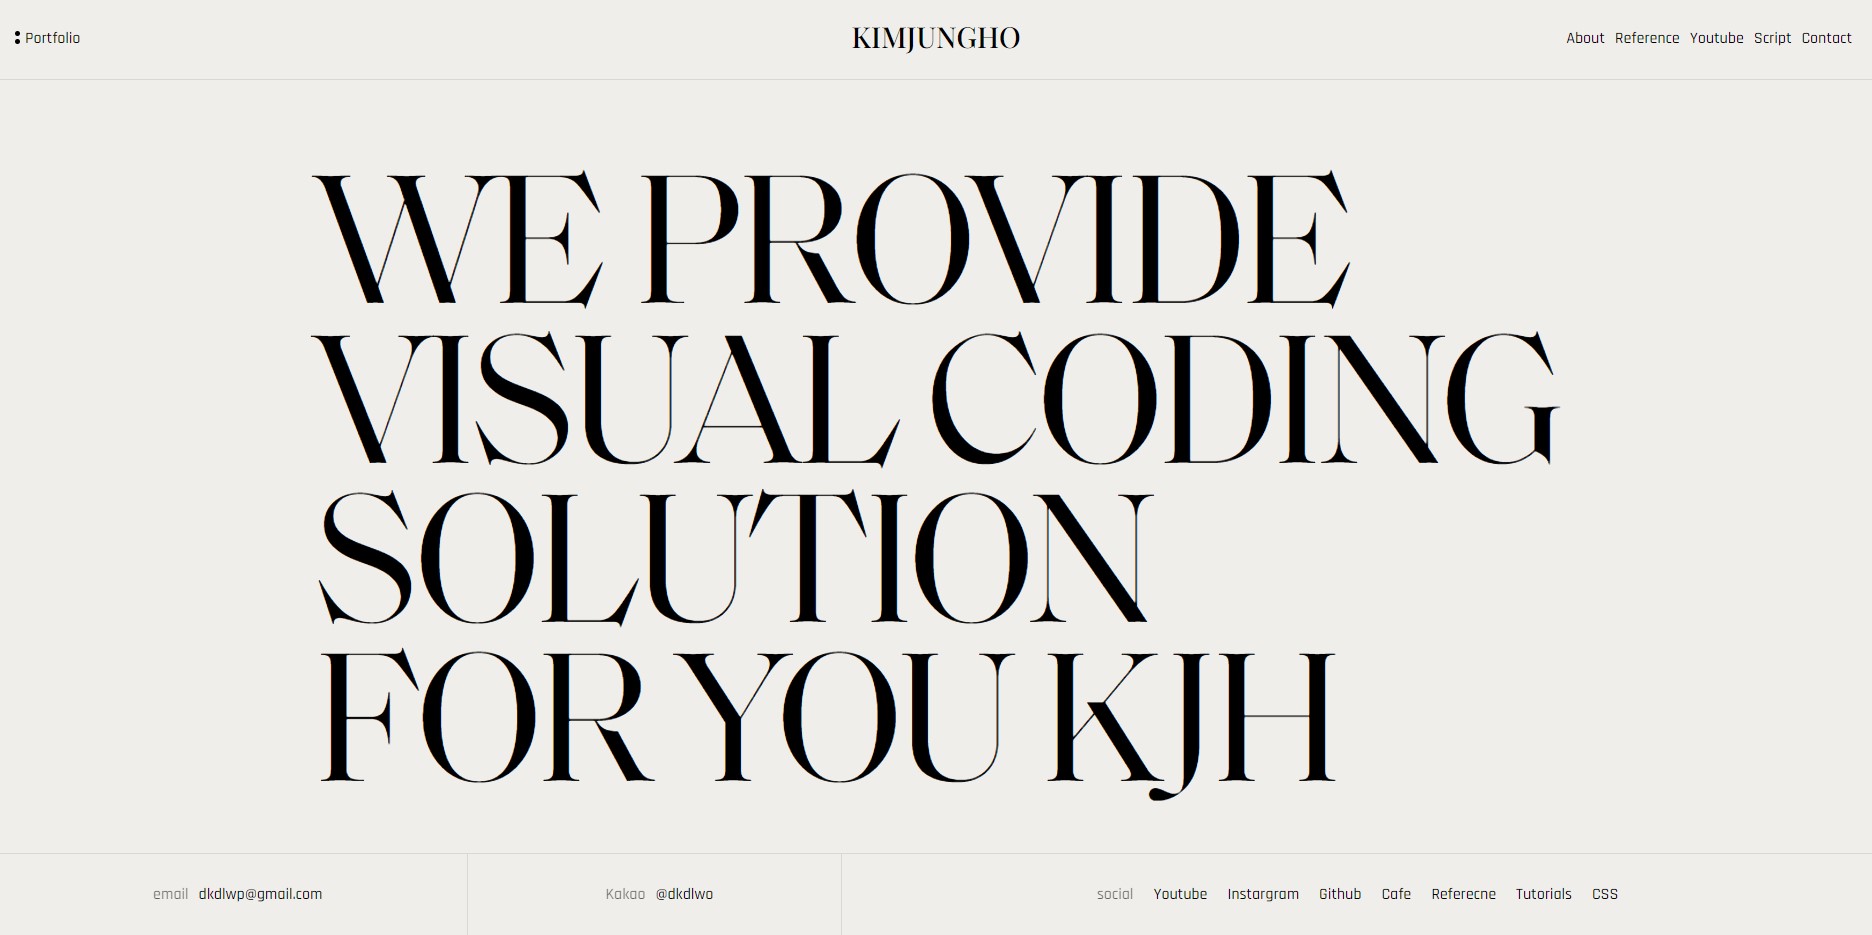 Portfolio
KIMJUNGHO
About Reference Youtube Script Contact
WE PROVIDE
VISUAL CODING
SOLUTION
FOR YOU KJH
email dkdlwp@gmail.com
Kakao @dkdlwo
social Youtube Instargram Github Cafe Referecne Tutorials CSS